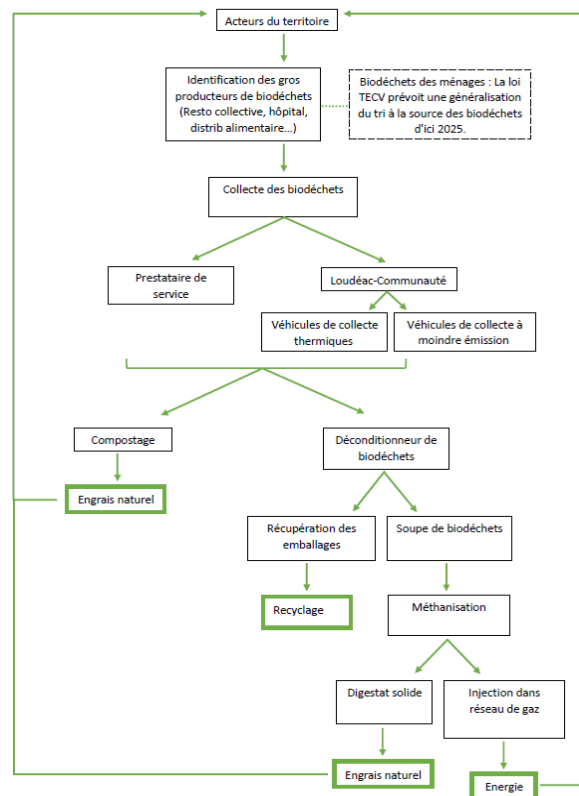 Acteurs du territoire
Identification des gros
producteurs de biodéchets
(Resto collective, hôpital,
distrib alimentaire...)
Biodéchets des ménages : La loi
TECV prévoit une généralisation
du tri à la source des biodéchets
d'ici 2025.
Collecte des biodéchets
Prestataire de
service
Loudéac-Communauté
Véhicules de collecte
thermiques
Véhicules de collecte à
moindre émission
Compostage
Déconditionneur de
biodéchets
Engrais naturel
Récupération des
emballages
Soupe de biodéchets
Recyclage
Méthanisation
Digestat solide
Injection dans
réseau de gaz
Engrais naturel
Energie